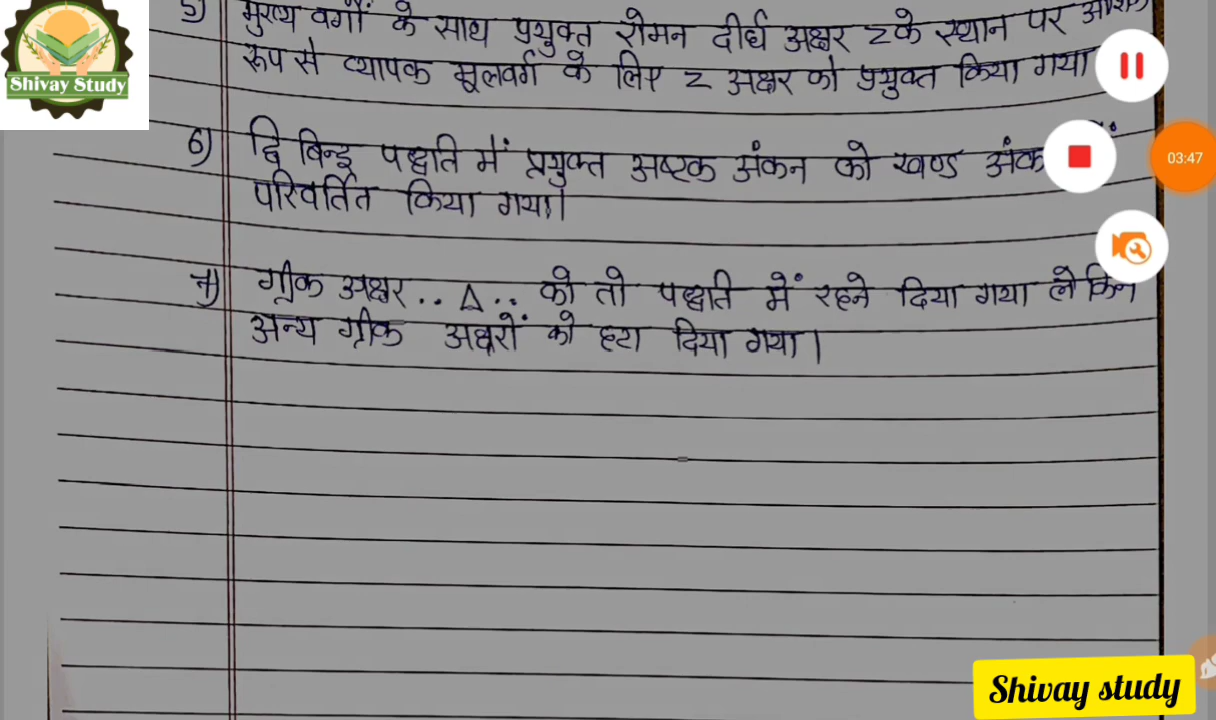 5) मुख्य वर्गों के साथ प्रयुक्त रोमन दीर्घ अक्षर Z के स्थान पर
रूप से व्यापक मूलवर्ग के लिए z अक्षर को प्रयुक्त किया गया
6) द्वि बिन्दु पद्धति में प्रयुक्त अष्टक अंकन को खण्ड
परिवर्तित किया गया।
7) ग्रीक अक्षर .. Δ .. को तो पद्धति में रहने दिया गया लेकिन
अन्य ग्रीक अक्षरों को हटा दिया गया।
Shivay Study
03:47
Shivay study